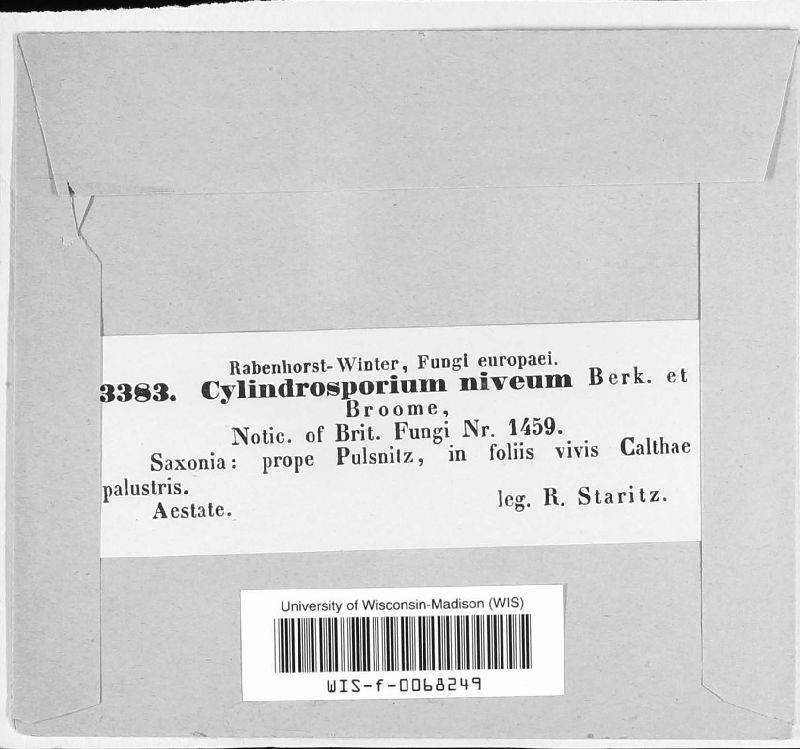 Rabenhorst-Winter, Fungi europaei.
3383. Cylindrosporium niveum Berk. et
Broome,
Notic. of Brit. Fungi Nr. 1459.
Saxonia: prope Pulsnitz, in foliis vivis Calthae
palustris.
Aestate. leg. R. Staritz.
University of Wisconsin-Madison (WIS)
WIS-f-0068249